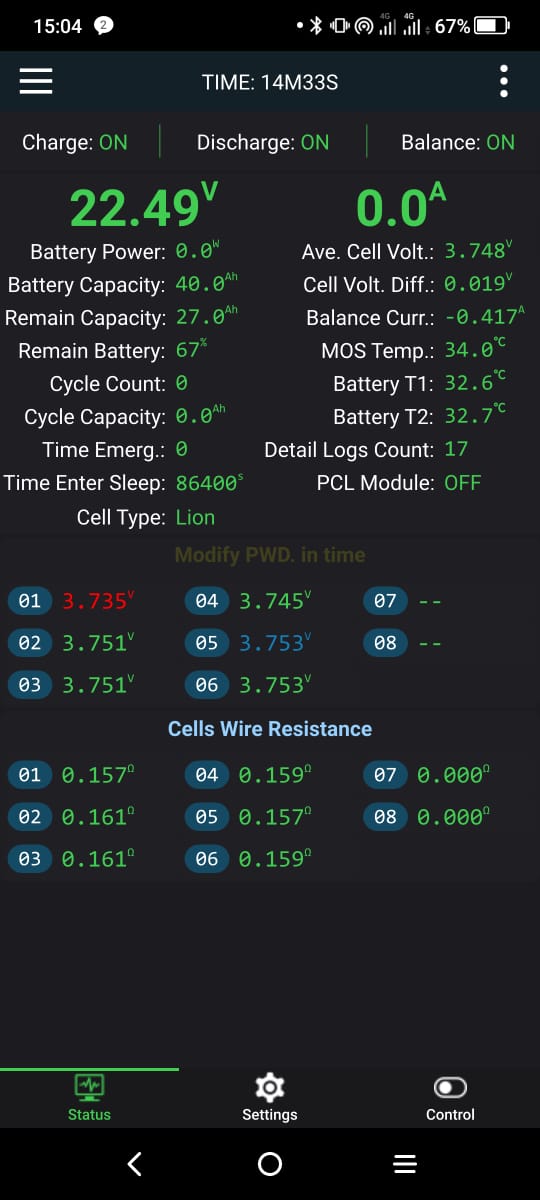 15:04 2 4G 4G 67%
TIME: 14M33S
Charge: ON Discharge: ON Balance: ON
22.49V 0.0A
Battery Power: 0.0W Ave. Cell Volt.: 3.748V
Battery Capacity: 40.0Ah Cell Volt. Diff.: 0.019V
Remain Capacity: 27.0Ah Balance Curr.: -0.417A
Remain Battery: 67% MOS Temp.: 34.0℃
Cycle Count: 0 Battery T1: 32.6℃
Cycle Capacity: 0.0Ah Battery T2: 32.7℃
Time Emerg.: 0 Detail Logs Count: 17
Time Enter Sleep: 86400s PCL Module: OFF
Cell Type: Lion
Modify PWD. in time
01 3.735V 04 3.745V 07 --
02 3.751V 05 3.753V 08 --
03 3.751V 06 3.753V
Cells Wire Resistance
01 0.157Ω 04 0.159Ω 07 0.000Ω
02 0.161Ω 05 0.157Ω 08 0.000Ω
03 0.161Ω 06 0.159Ω
Status Settings Control